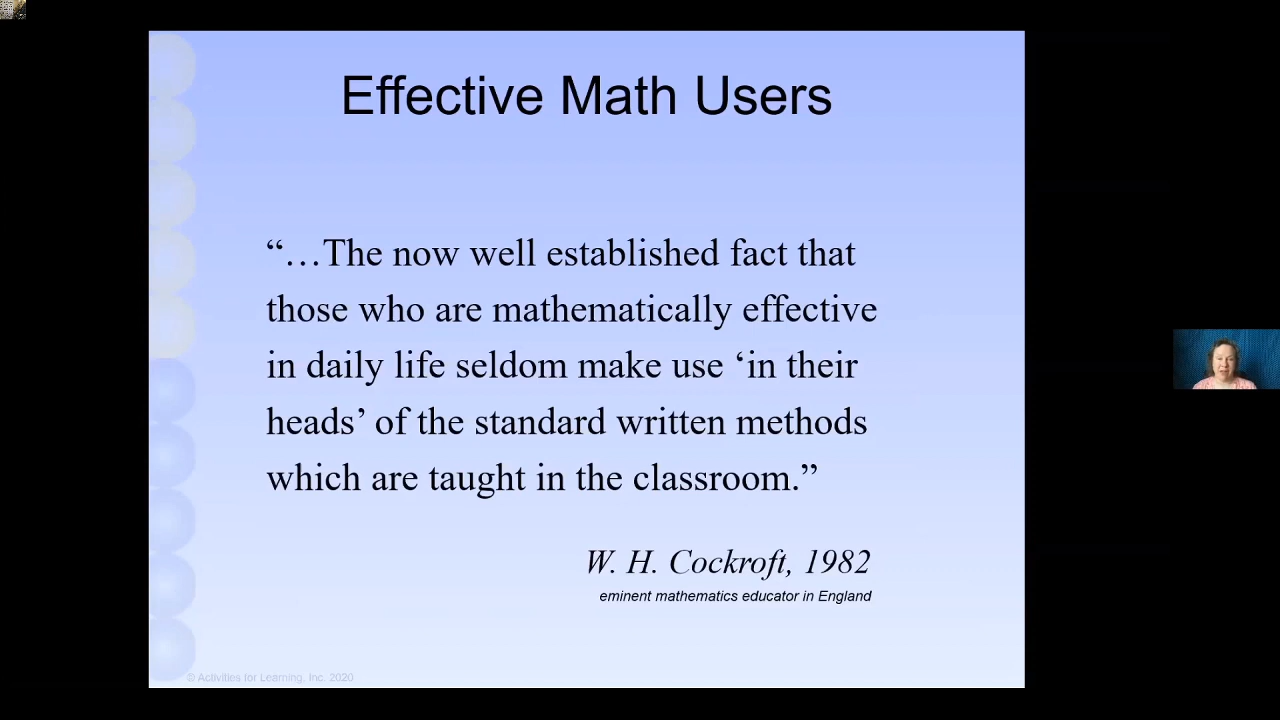 Effective Math Users
“…The now well established fact that
those who are mathematically effective
in daily life seldom make use ‘in their
heads’ of the standard written methods
which are taught in the classroom.”
W. H. Cockroft, 1982
eminent mathematics educator in England
© Activities for Learning, Inc. 2020